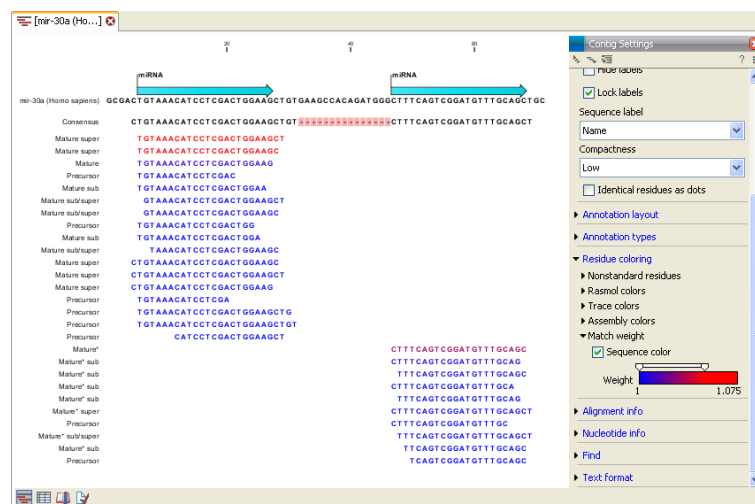 [mir-30a (Ho...]
20
40
60
miRNA
miRNA
mir-30a (Homo sapiens) GCGACTGTAAACATCCTCGACTGGAAGCTGTGAAGCCACAGATGGGCTTTCAGTCGGATGTTTGCAGCTGC
Consensus CTGTAAACATCCTCGACTGGAAGCTGT---------------CTTTCAGTCGGATGTTTGCAGCT
Mature super TGTAAACATCCTCGACTGGAAGCT
Mature super TGTAAACATCCTCGACTGGAAGC
Mature TGTAAACATCCTCGACTGGAAG
Precursor TGTAAACATCCTCGAC
Mature sub TGTAAACATCCTCGACTGGAA
Mature sub/super GTAAACATCCTCGACTGGAAGCT
Mature sub/super GTAAACATCCTCGACTGGAAGC
Precursor TGTAAACATCCTCGACTGG
Mature sub TGTAAACATCCTCGACTGGA
Mature sub/super TAAACATCCTCGACTGGAAGC
Mature super CTGTAAACATCCTCGACTGGAAGC
Mature super CTGTAAACATCCTCGACTGGAAGCT
Mature super CTGTAAACATCCTCGACTGGAAG
Precursor TGTAAACATCCTCGA
Precursor TGTAAACATCCTCGACTGGAAGCTG
Precursor TGTAAACATCCTCGACTGGAAGCTGT
Precursor CATCCTCGACTGGAAGCT
Mature* CTTTCAGTCGGATGTTTGCAGC
Mature* sub CTTTCAGTCGGATGTTTGCAG
Mature* sub TTTCAGTCGGATGTTTGCAGC
Mature* sub CTTTCAGTCGGATGTTTGCA
Mature* sub TTTCAGTCGGATGTTTGCAG
Mature* super CTTTCAGTCGGATGTTTGCAGCT
Precursor CTTTCAGTCGGATGTTTGC
Mature* sub/super TTTCAGTCGGATGTTTGCAGCT
Mature* sub TTCAGTCGGATGTTTGCAGC
Precursor TCAGTCGGATGTTTGCAGC
Contig Settings
?
Hide labels
Lock labels
Sequence label
Name
Compactness
Low
Identical residues as dots
Annotation layout
Annotation types
Residue coloring
Nonstandard residues
Rasmol colors
Trace colors
Assembly colors
Match weight
Sequence color
Weight
1 1.075
Alignment info
Nucleotide info
Find
Text format